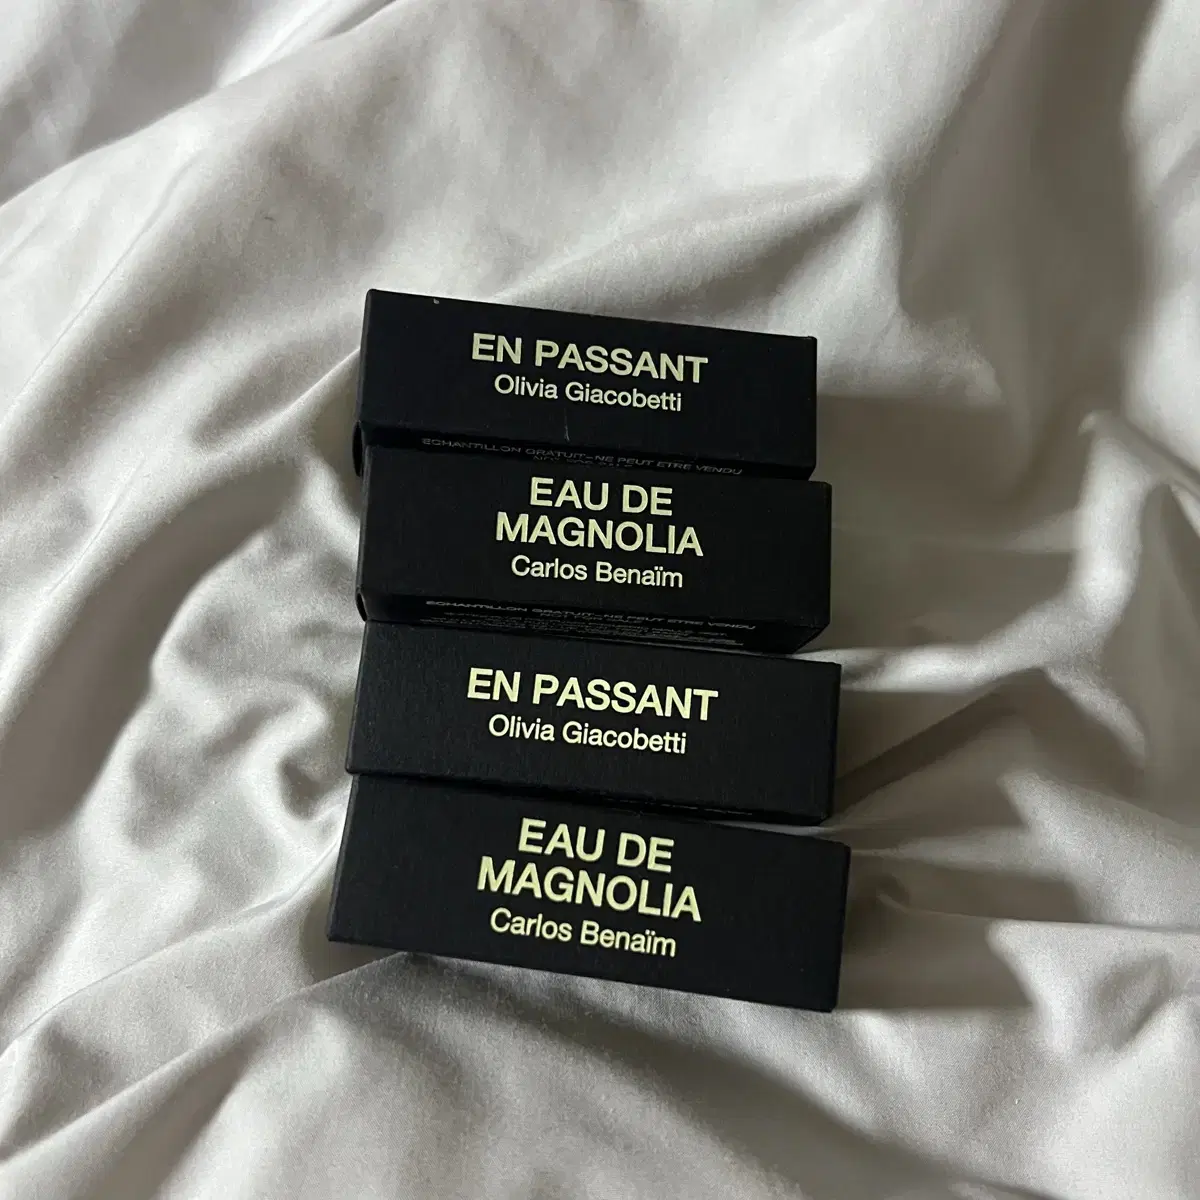 EN PASSANT
Olivia Giacobetti
ECHANTILLON GRATUIT-NE PEUT ETRE VENDU
EAU DE
MAGNOLIA
Carlos Benaïm
ECHANTILLON GRATUIT-NE PEUT ETRE VENDU
EN PASSANT
Olivia Giacobetti
EAU DE
MAGNOLIA
Carlos Benaïm